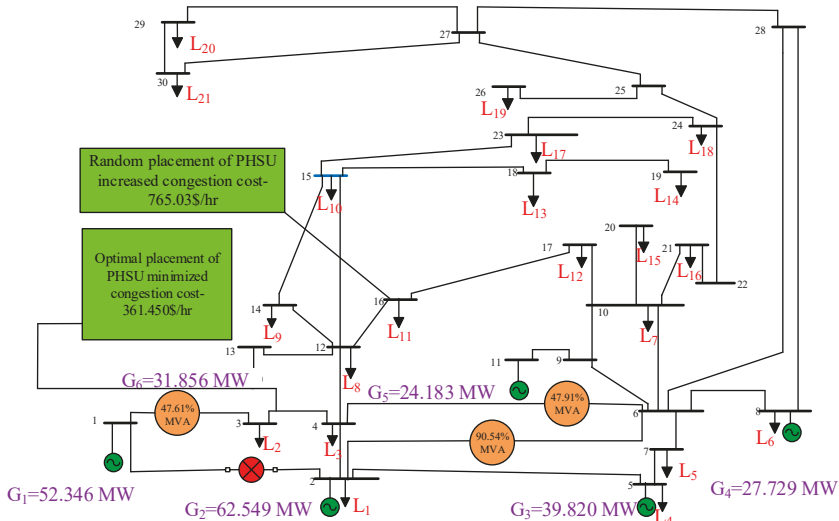 29
L20
30
L21
27
28
26
L19
25
24
L18
23
L17
Random placement of PHSU
increased congestion cost-
765.03$/hr
15
L10
18
L13
19
L14
Optimal placement of
PHSU minimized
congestion cost-
361.450$/hr
20
L15
21
L16
22
17
L12
16
L11
14
L9
10
L7
13
12
L8
11
9
G6=31.856 MW
G5=24.183 MW
47.61%
MVA
47.91%
MVA
1
3
L2
4
L3
6
8
L6
90.54%
MVA
7
L5
G1=52.346 MW
2
L1
G2=62.549 MW
5
L4
G3=39.820 MW
G4=27.729 MW